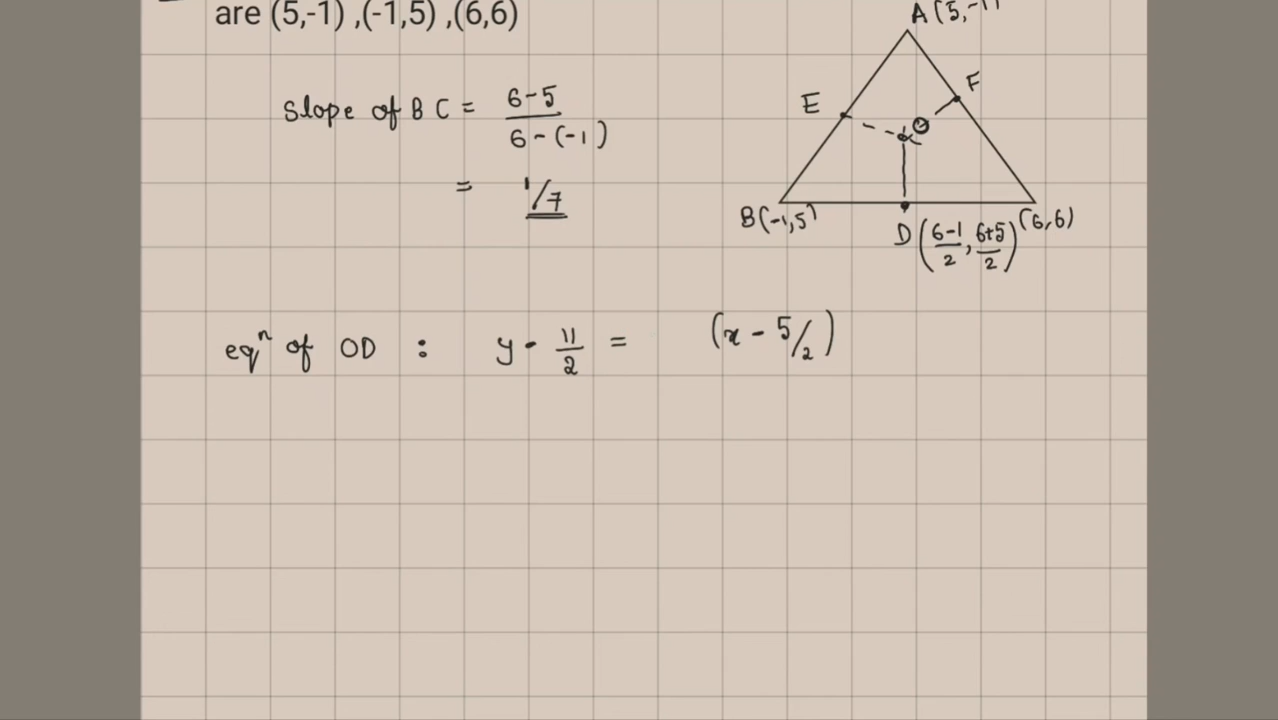 are (5,-1) ,(-1,5) ,(6,6)
A (5,-1)
F
E
O
Slope of BC = 6-5 / 6-(-1)
= 1/7
B(-1,5)
(6,6)
D (6-1/2, 6+5/2)
eqⁿ of OD : y - 11/2 = (x - 5/2)